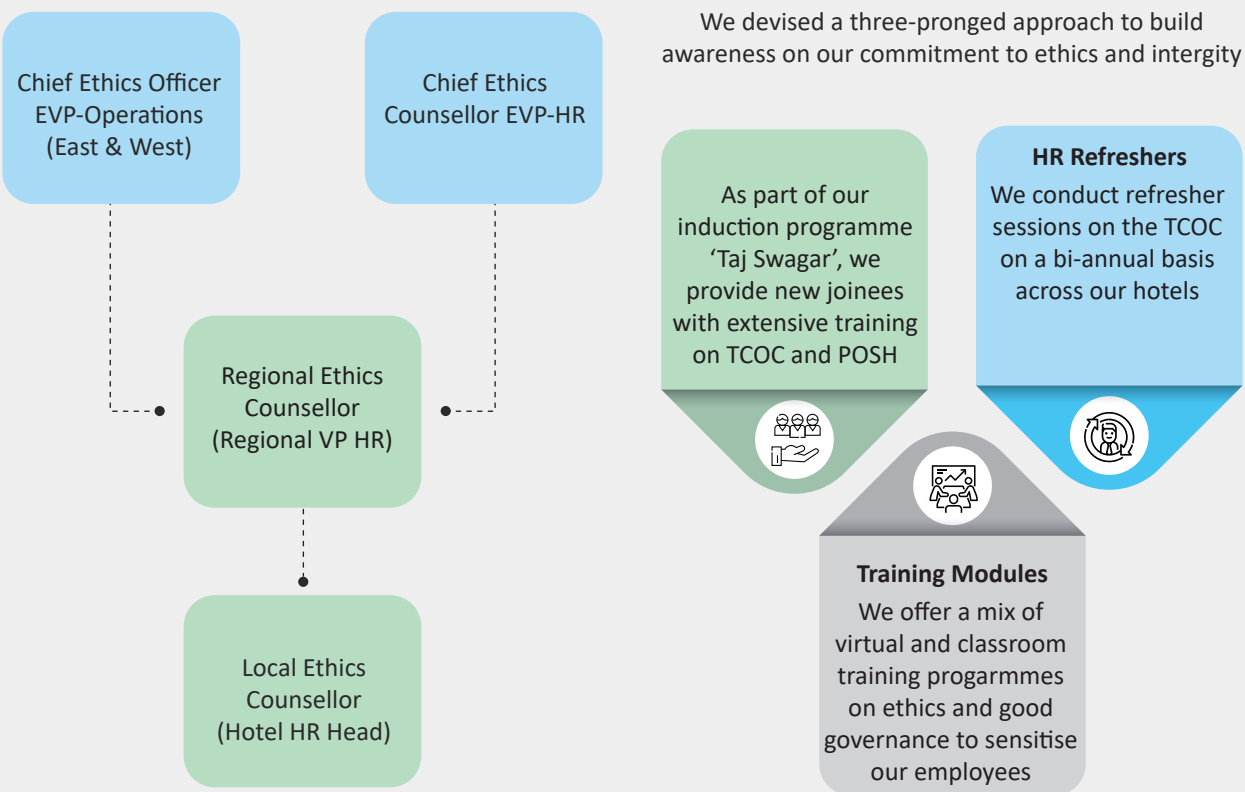 Chief Ethics Officer
EVP-Operations
(East & West)
Chief Ethics
Counsellor EVP-HR
Regional Ethics
Counsellor
(Regional VP HR)
Local Ethics
Counsellor
(Hotel HR Head)
We devised a three-pronged approach to build
awareness on our commitment to ethics and intergity
As part of our
induction programme
‘Taj Swagar’, we
provide new joinees
with extensive training
on TCOC and POSH
HR Refreshers
We conduct refresher
sessions on the TCOC
on a bi-annual basis
across our hotels
Training Modules
We offer a mix of
virtual and classroom
training progarmmes
on ethics and good
governance to sensitise
our employees